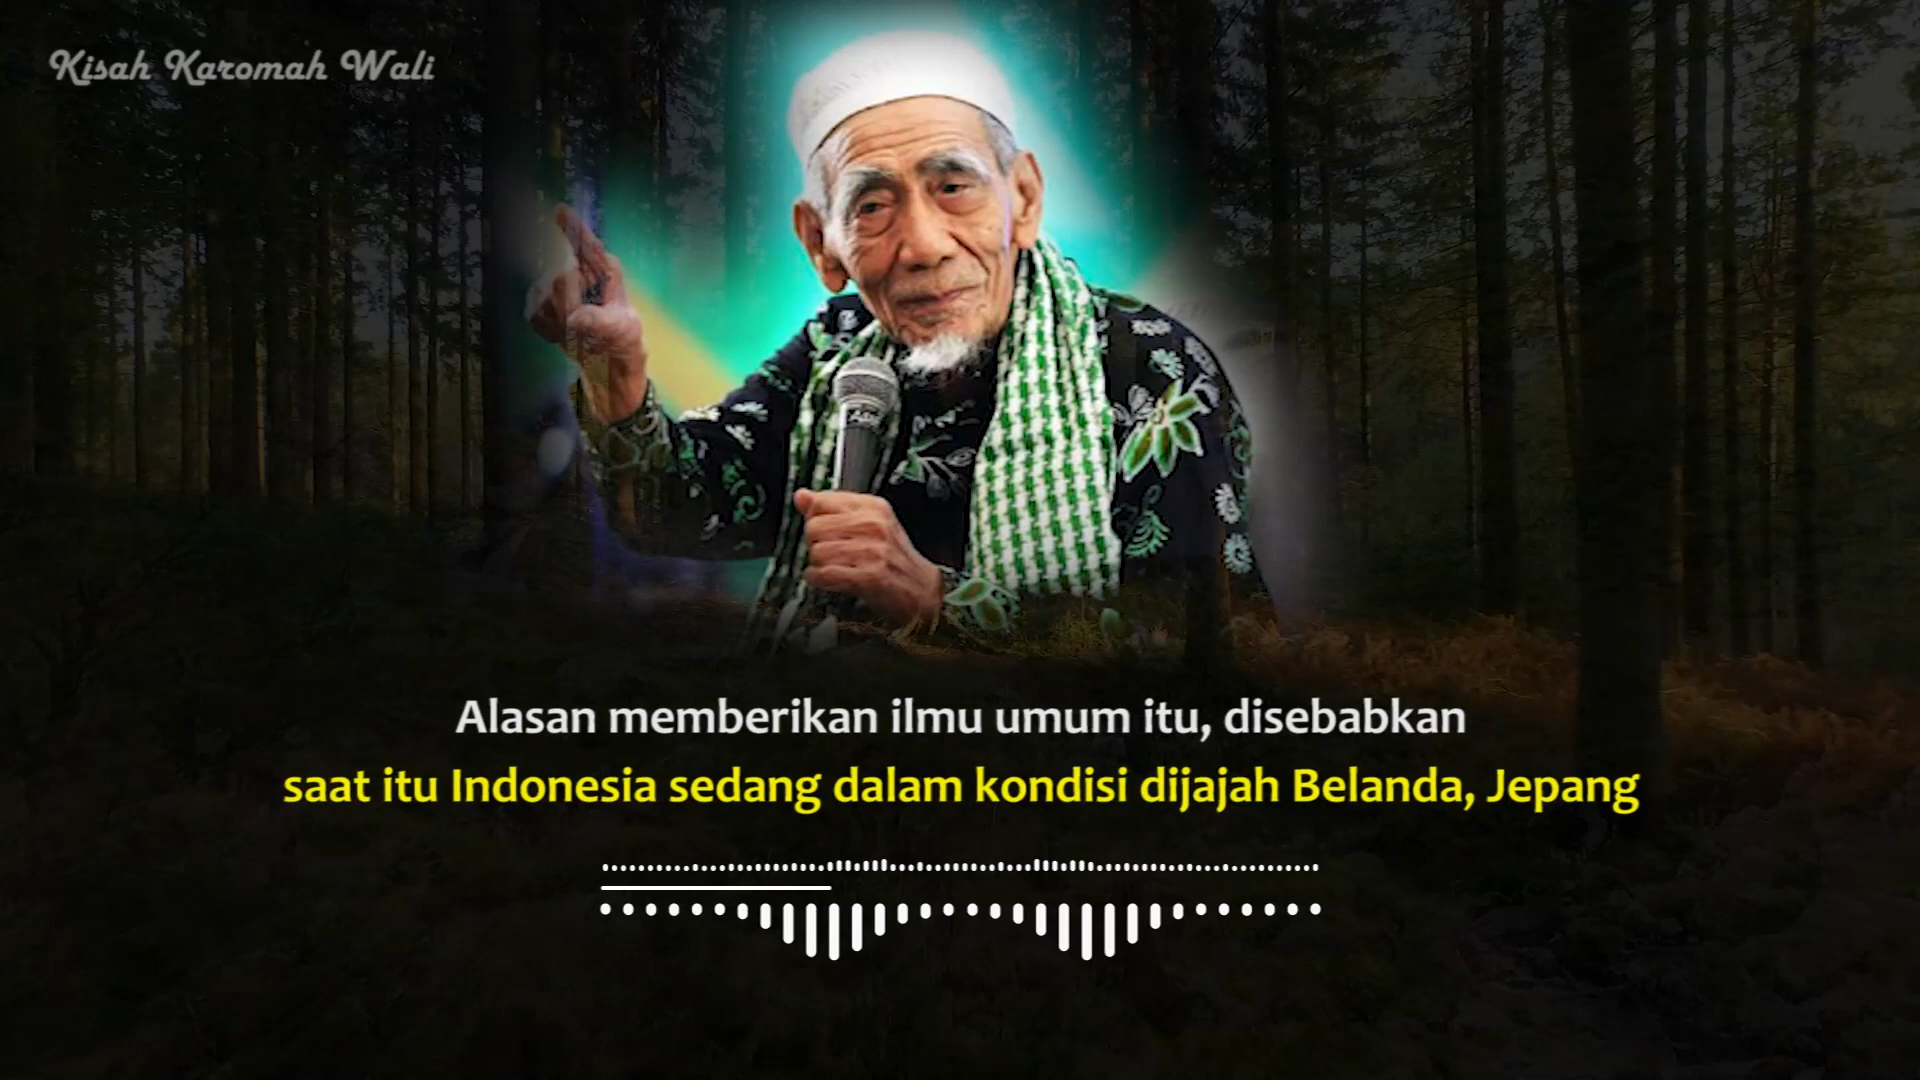 Kisah Karomah Wali
Alasan memberikan ilmu umum itu, disebabkan
saat itu Indonesia sedang dalam kondisi dijajah Belanda, Jepang